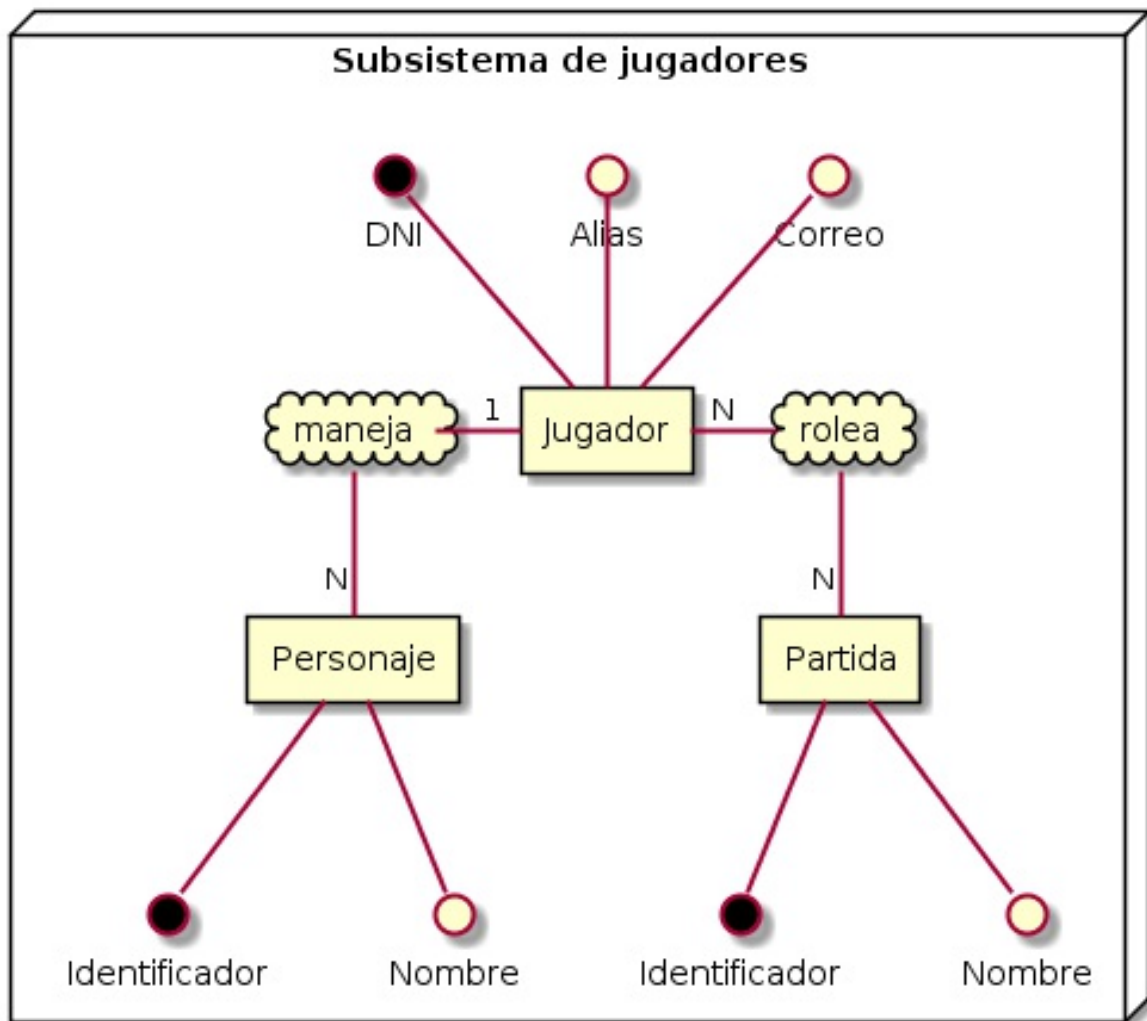 Subsistema de jugadores
DNI
Alias
Correo
maneja
1
Jugador
N
rolea
N
N
Personaje
Partida
Identificador
Nombre
Identificador
Nombre